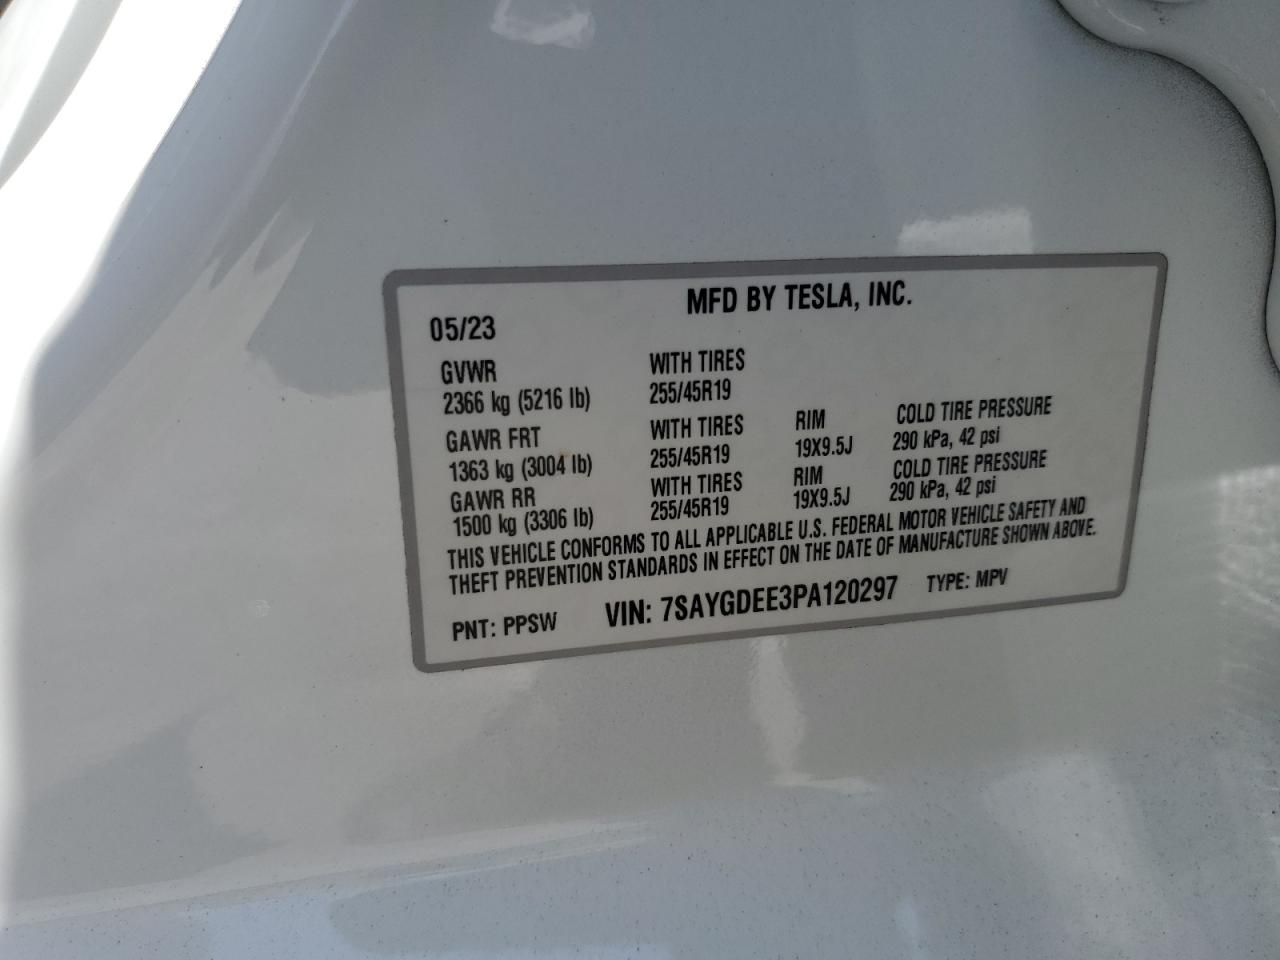 MFD BY TESLA, INC.
05/23
GVWR WITH TIRES
2366 kg (5216 lb) 255/45R19
GAWR FRT WITH TIRES RIM COLD TIRE PRESSURE
1363 kg (3004 lb) 255/45R19 19X9.5J 290 kPa, 42 psi
GAWR RR WITH TIRES RIM COLD TIRE PRESSURE
1500 kg (3306 lb) 255/45R19 19X9.5J 290 kPa, 42 psi
THIS VEHICLE CONFORMS TO ALL APPLICABLE U.S. FEDERAL MOTOR VEHICLE SAFETY AND
THEFT PREVENTION STANDARDS IN EFFECT ON THE DATE OF MANUFACTURE SHOWN ABOVE.
PNT: PPSW VIN: 7SAYGDEE3PA120297 TYPE: MPV